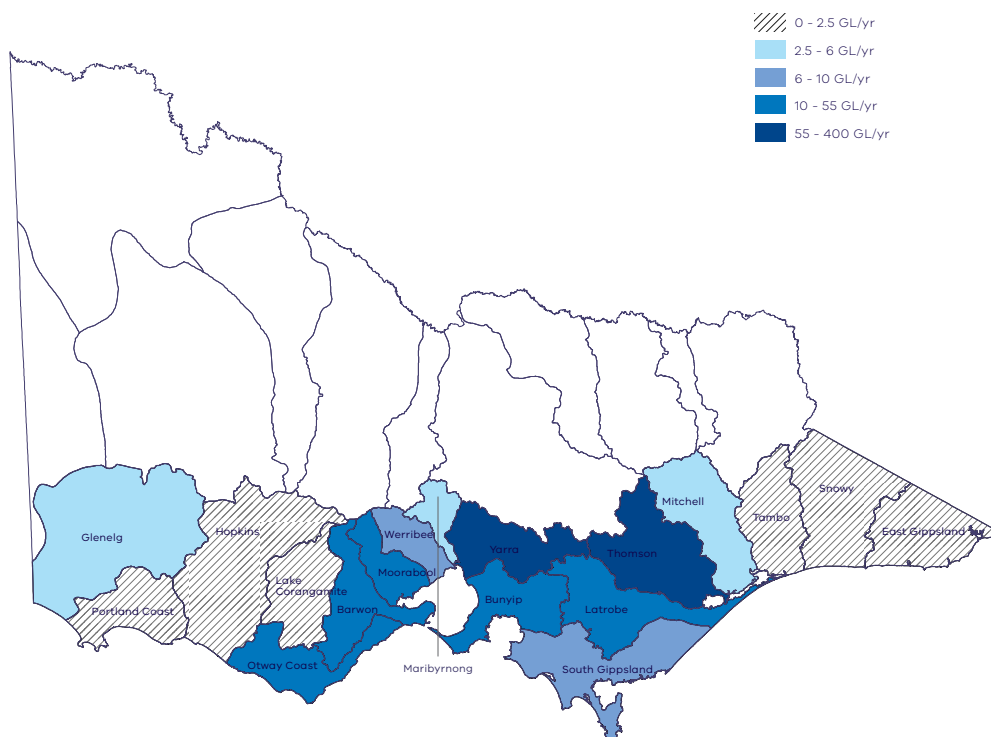 0 - 2.5 GL/yr
2.5 - 6 GL/yr
6 - 10 GL/yr
10 - 55 GL/yr
55 - 400 GL/yr
Glenelg
Hopkins
Portland Coast
Lake
Corangamite
Otway Coast
Barwon
Moorabool
Werribee
Maribyrnong
Yarra
Bunyip
Thomson
Latrobe
South Gippsland
Mitchell
Tambo
Snowy
East Gippsland